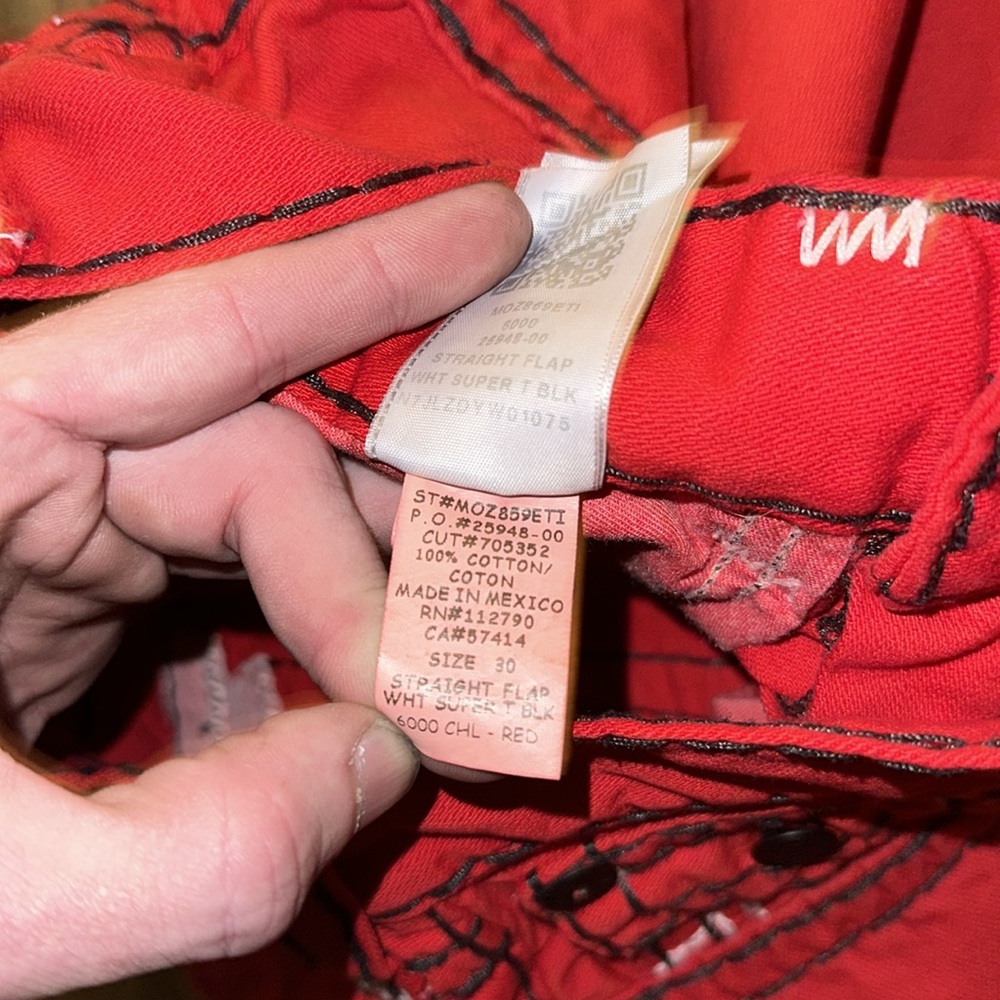 MOZ869ETI
6000
25948-00
STRAIGHT FLAP
WHT SUPER T BLK
ST#MOZ859ETI
P.O.#25948-00
CUT#705352
100% COTTON/
COTON
MADE IN MEXICO
RN#112790
CA#57414
SIZE 30
STRAIGHT FLAP
WHT SUPER T BLK
6000 CHL - RED